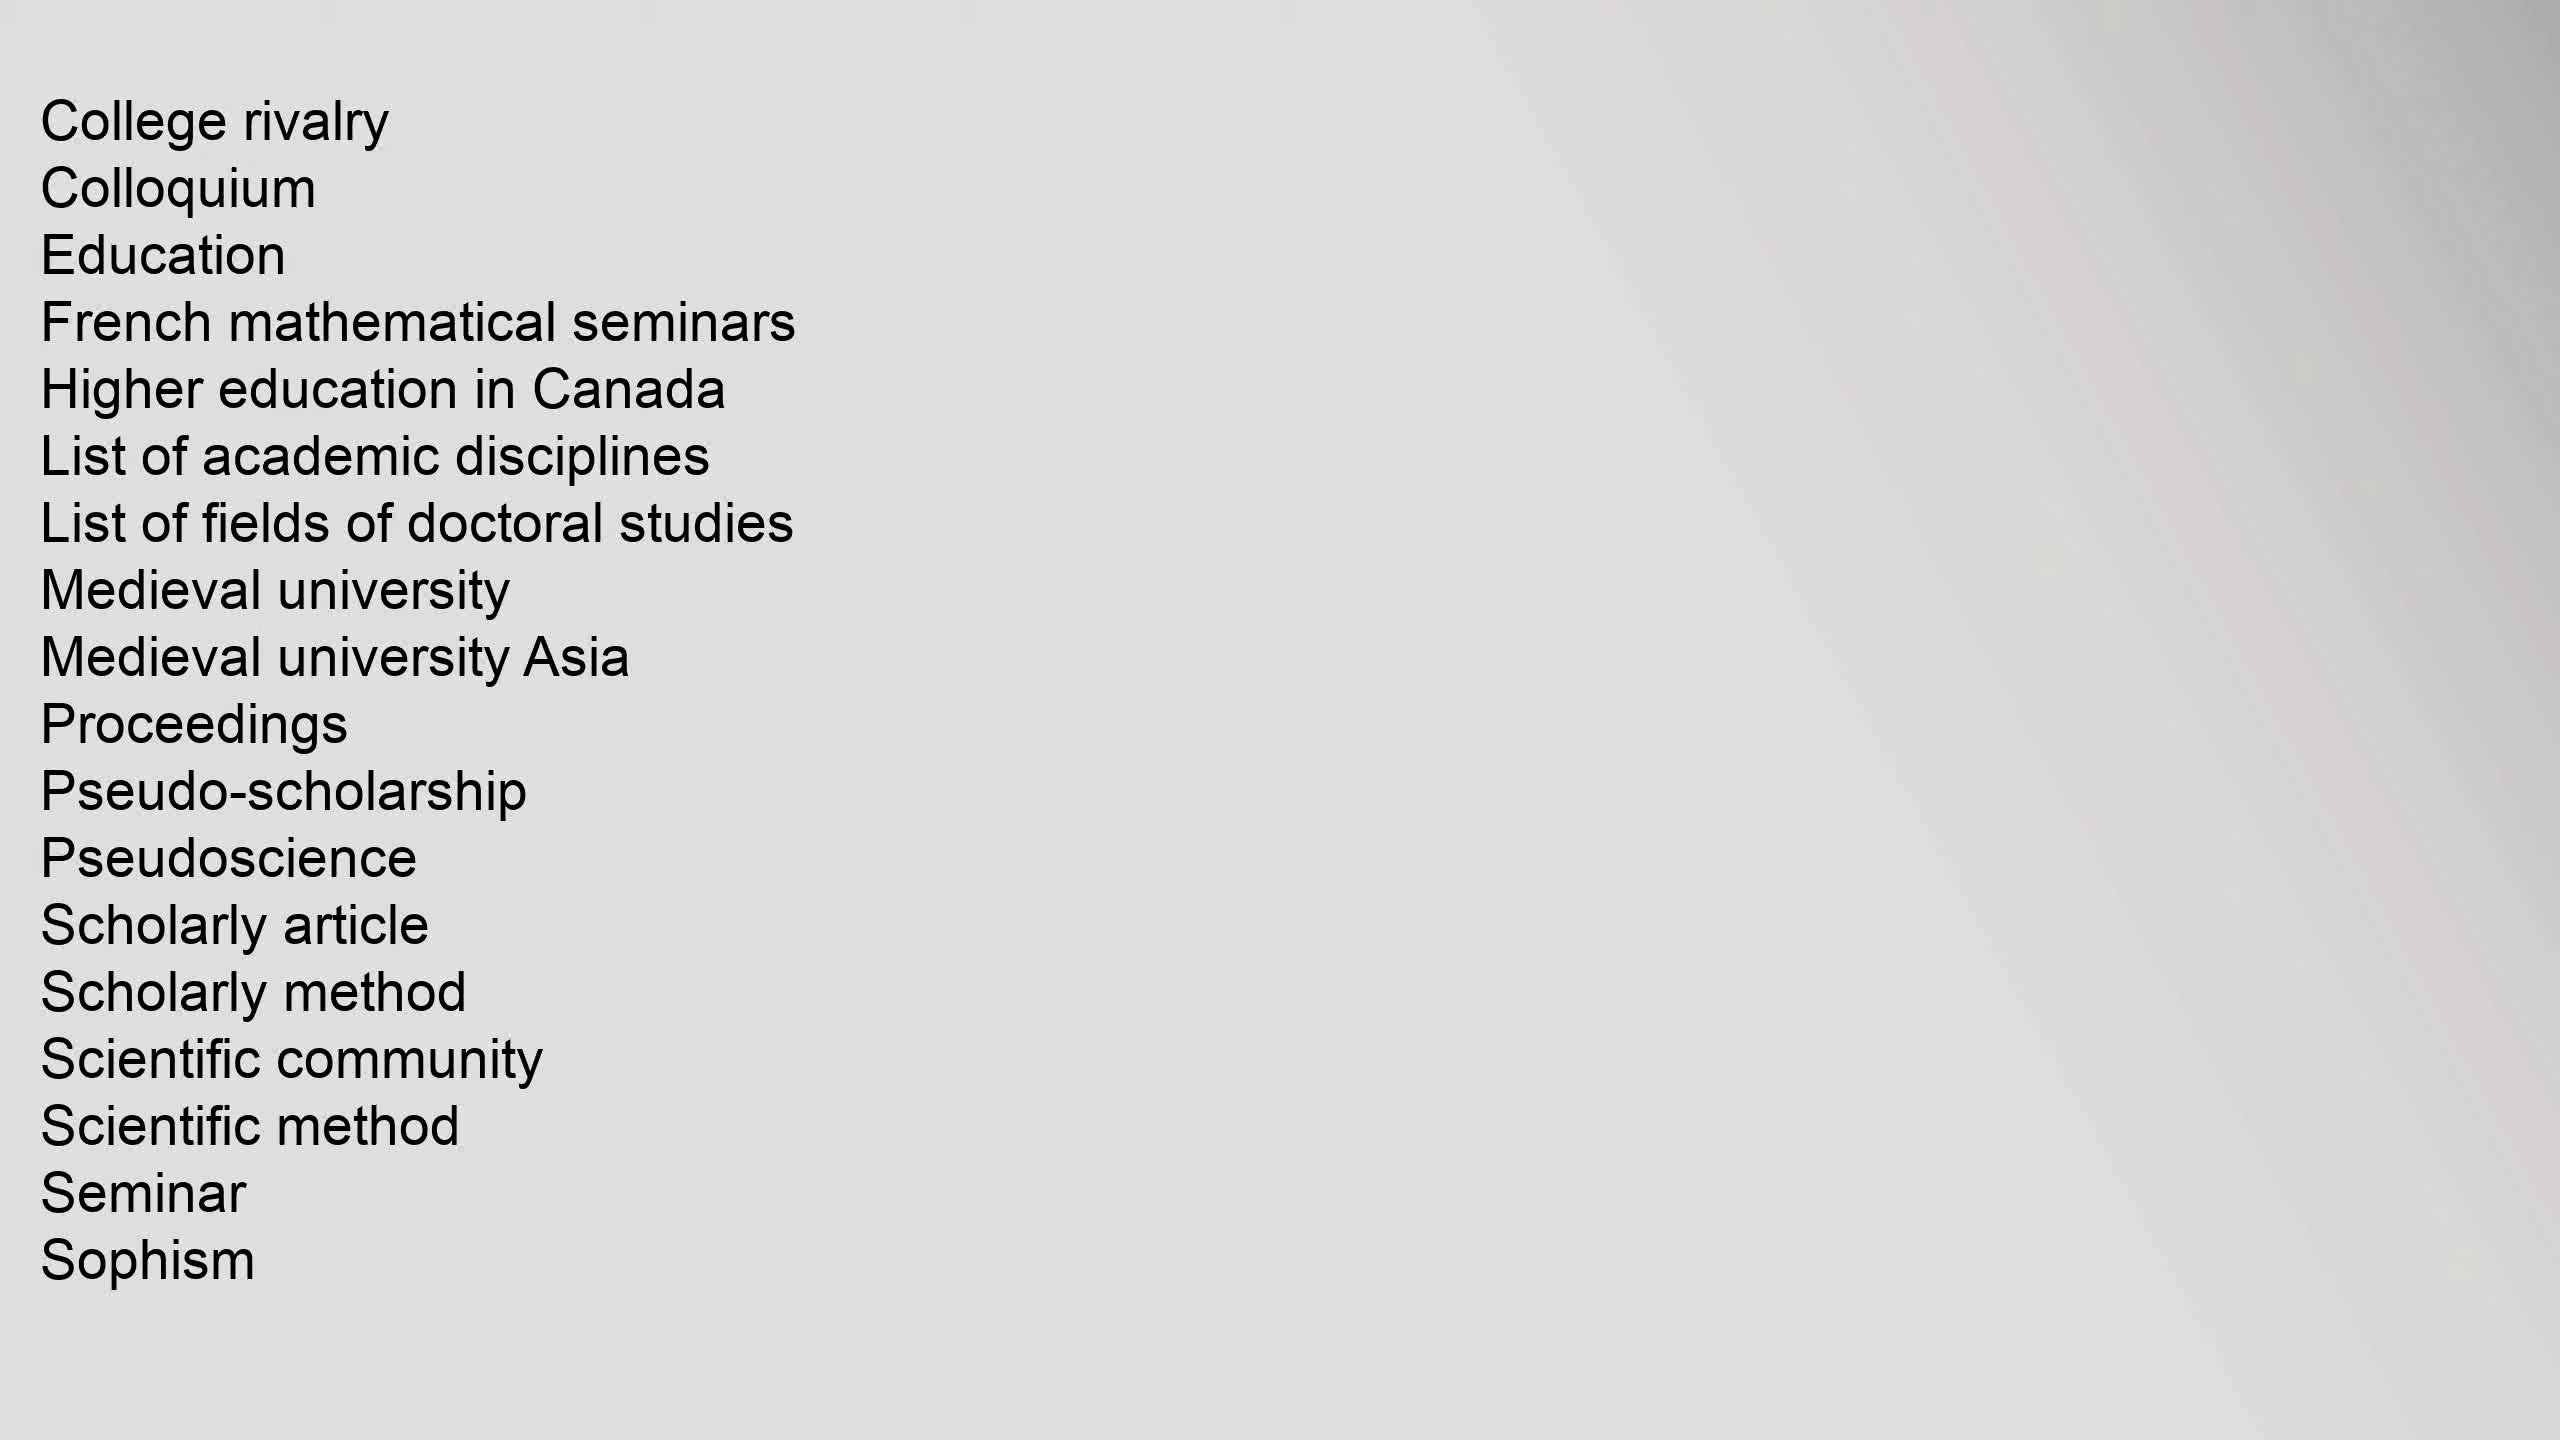 College rivalry
Colloquium
Education
French mathematical seminars
Higher education in Canada
List of academic disciplines
List of fields of doctoral studies
Medieval university
Medieval university Asia
Proceedings
Pseudo-scholarship
Pseudoscience
Scholarly article
Scholarly method
Scientific community
Scientific method
Seminar
Sophism